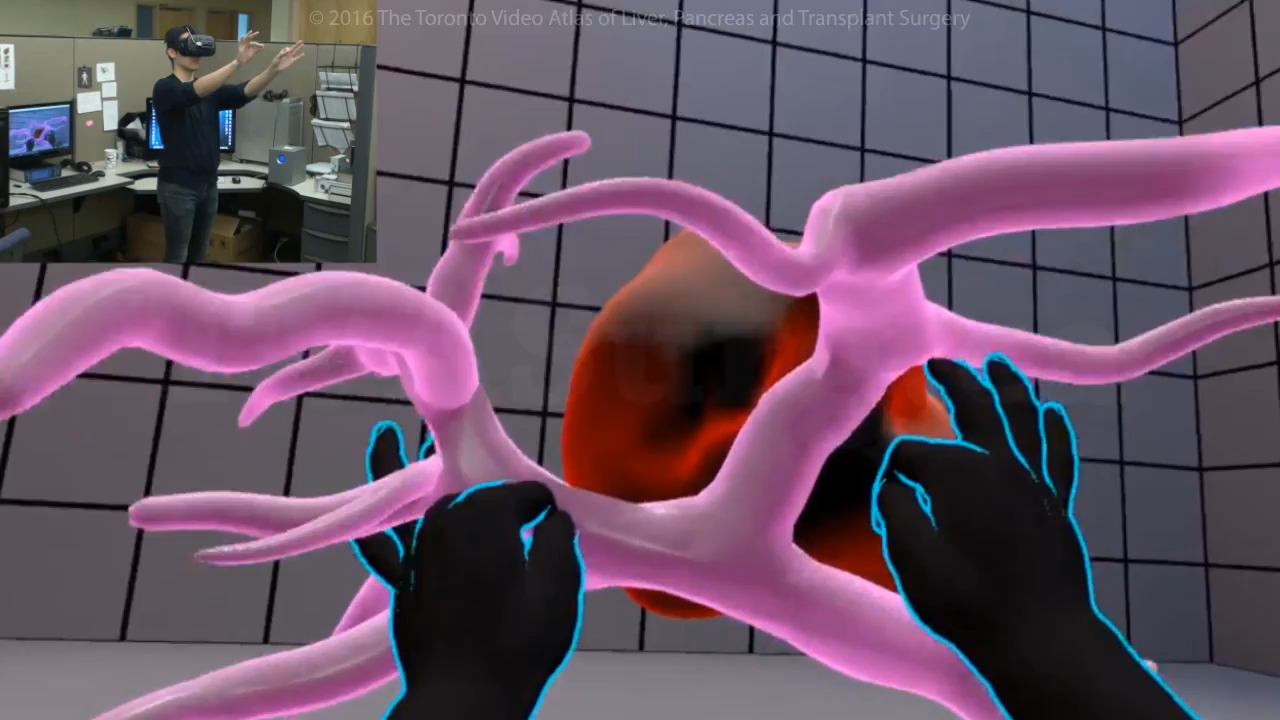 © 2016 The Toronto Video Atlas of Liver, Pancreas and Transplant Surgery